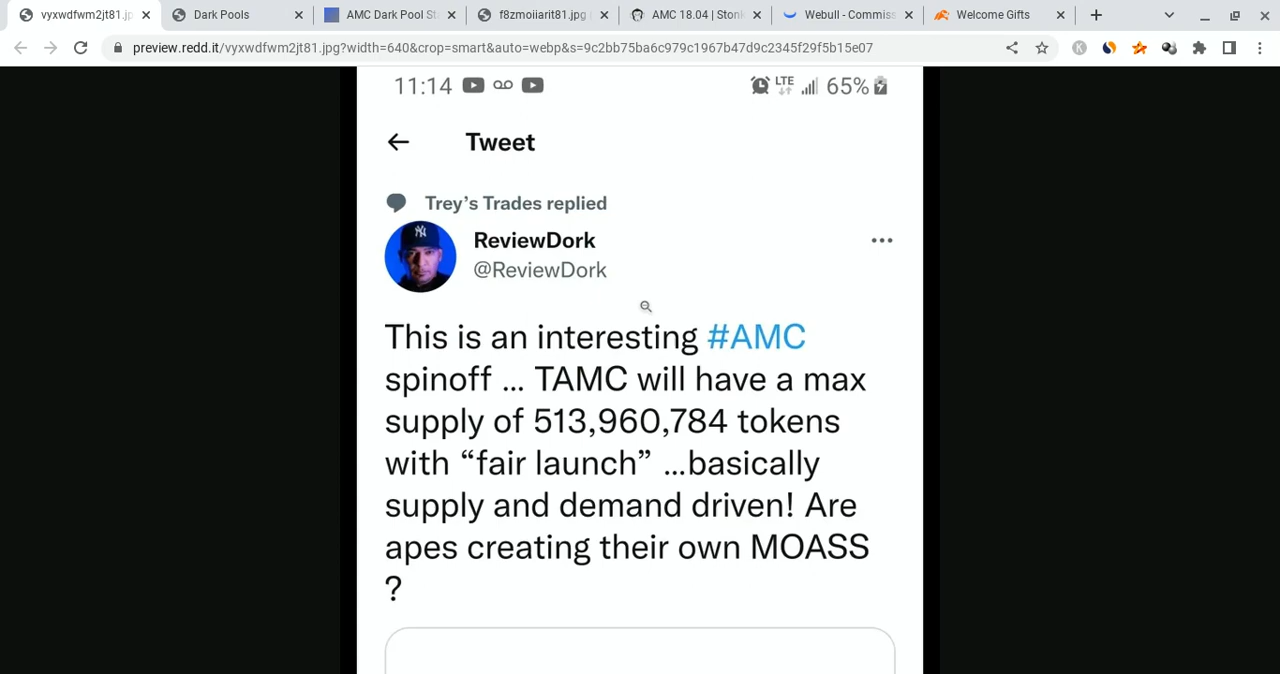 vyxwdfwm2jt81.jp
Dark Pools
AMC Dark Pool St
f8zmoiiarit81.jpg
AMC 18.04 | Stonk
Webull - Commiss
Welcome Gifts
preview.redd.it/vyxwdfwm2jt81.jpg?width=640&crop=smart&auto=webp&s=9c2bb75ba6c979c1967b47d9c2345f29f5b15e07
K
11:14
LTE
65%
Tweet
Trey’s Trades replied
ReviewDork
@ReviewDork
This is an interesting #AMC
spinoff ... TAMC will have a max
supply of 513,960,784 tokens
with “fair launch” ...basically
supply and demand driven! Are
apes creating their own MOASS
?